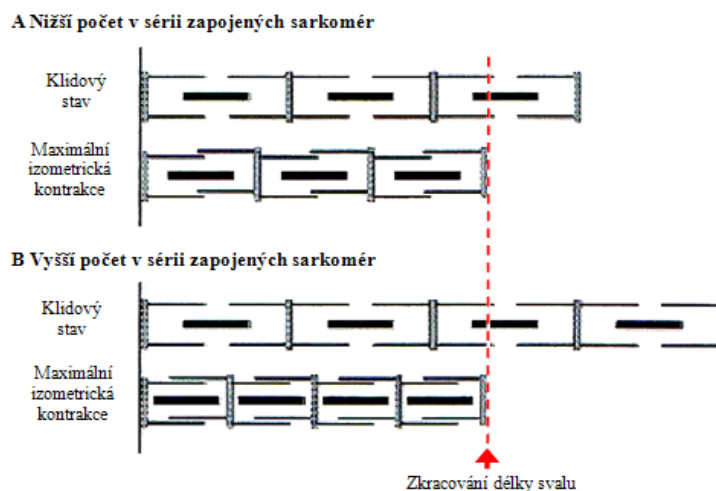 A Nižší počet v sérii zapojených sarkomér
Klidový
stav
Maximální
izometrická
kontrakce
B Vyšší počet v sérii zapojených sarkomér
Klidový
stav
Maximální
izometrická
kontrakce
Zkracování délky svalu